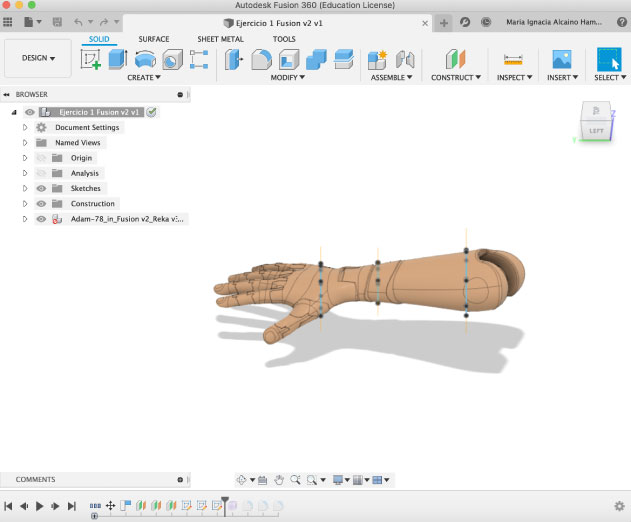 Autodesk Fusion 360 (Education License)
Ejercicio 1 Fusion v2 v1
Maria Ignacia Alcaino Ham...
SOLID SURFACE SHEET METAL TOOLS
DESIGN
CREATE MODIFY ASSEMBLE CONSTRUCT INSPECT INSERT SELECT
BROWSER
Ejercicio 1 Fusion v2 v1
Document Settings
Named Views
Origin
Analysis
Sketches
Construction
Adam-78_in_Fusion v2_Reka v:...
LEFT
Z
Y
COMMENTS